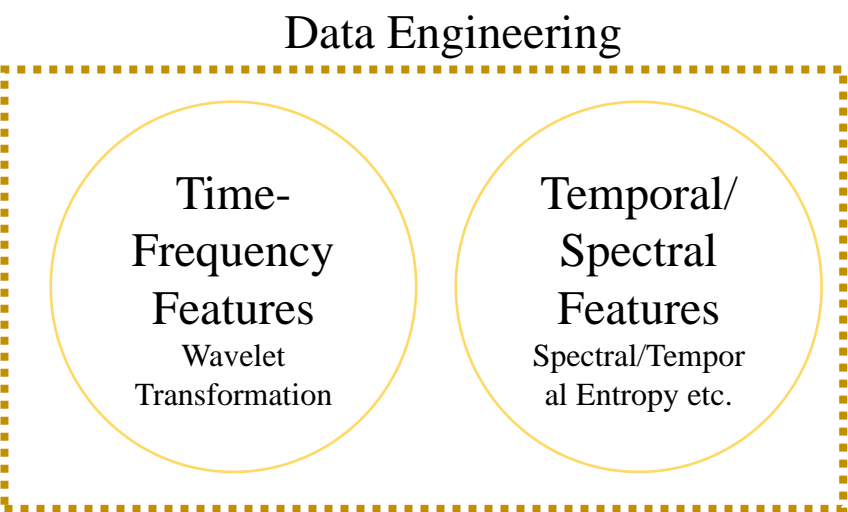 Data Engineering
Time-
Frequency
Features
Wavelet
Transformation
Temporal/
Spectral
Features
Spectral/Tempor
al Entropy etc.